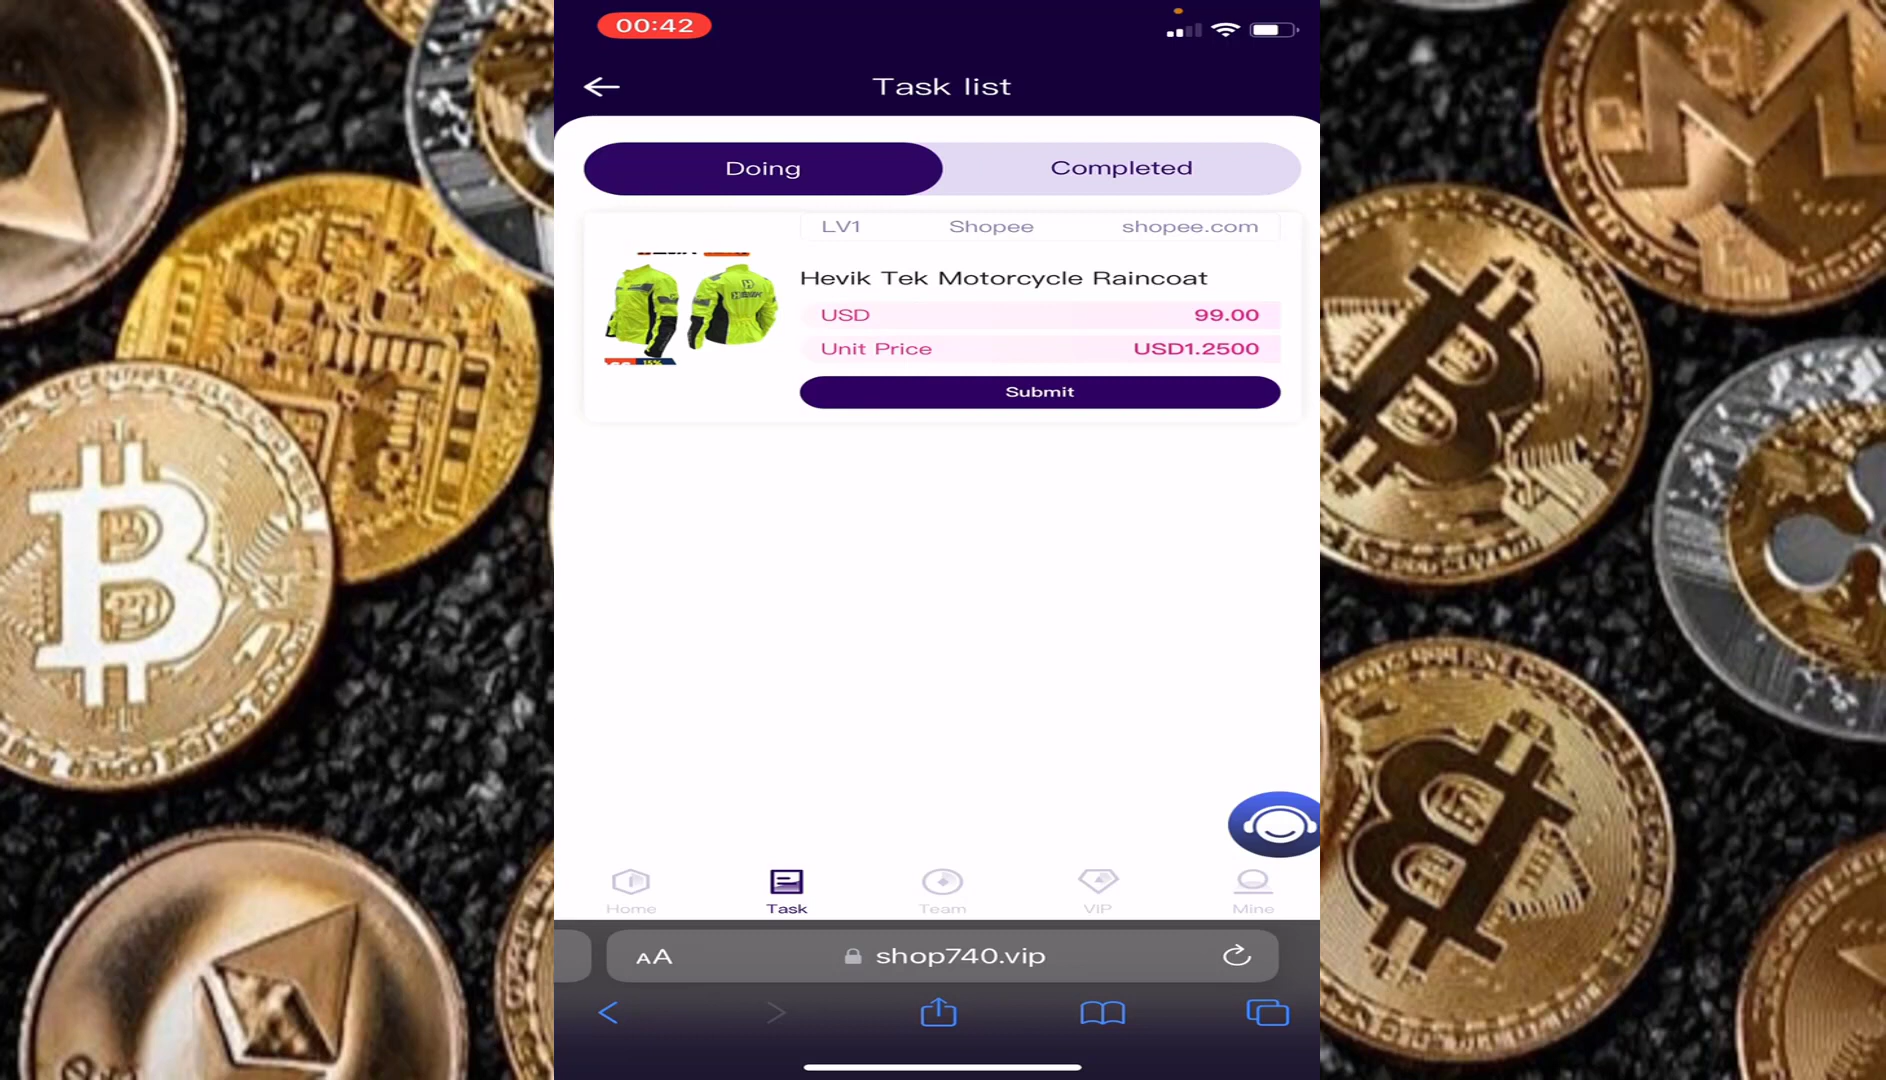 00:42
Task list
Doing
Completed
LV1 Shopee shopee.com
Hevik Tek Motorcycle Raincoat
USD 99.00
Unit Price USD1.2500
15%
Submit
Home
Task
Team
VIP
Mine
AA shop740.vip